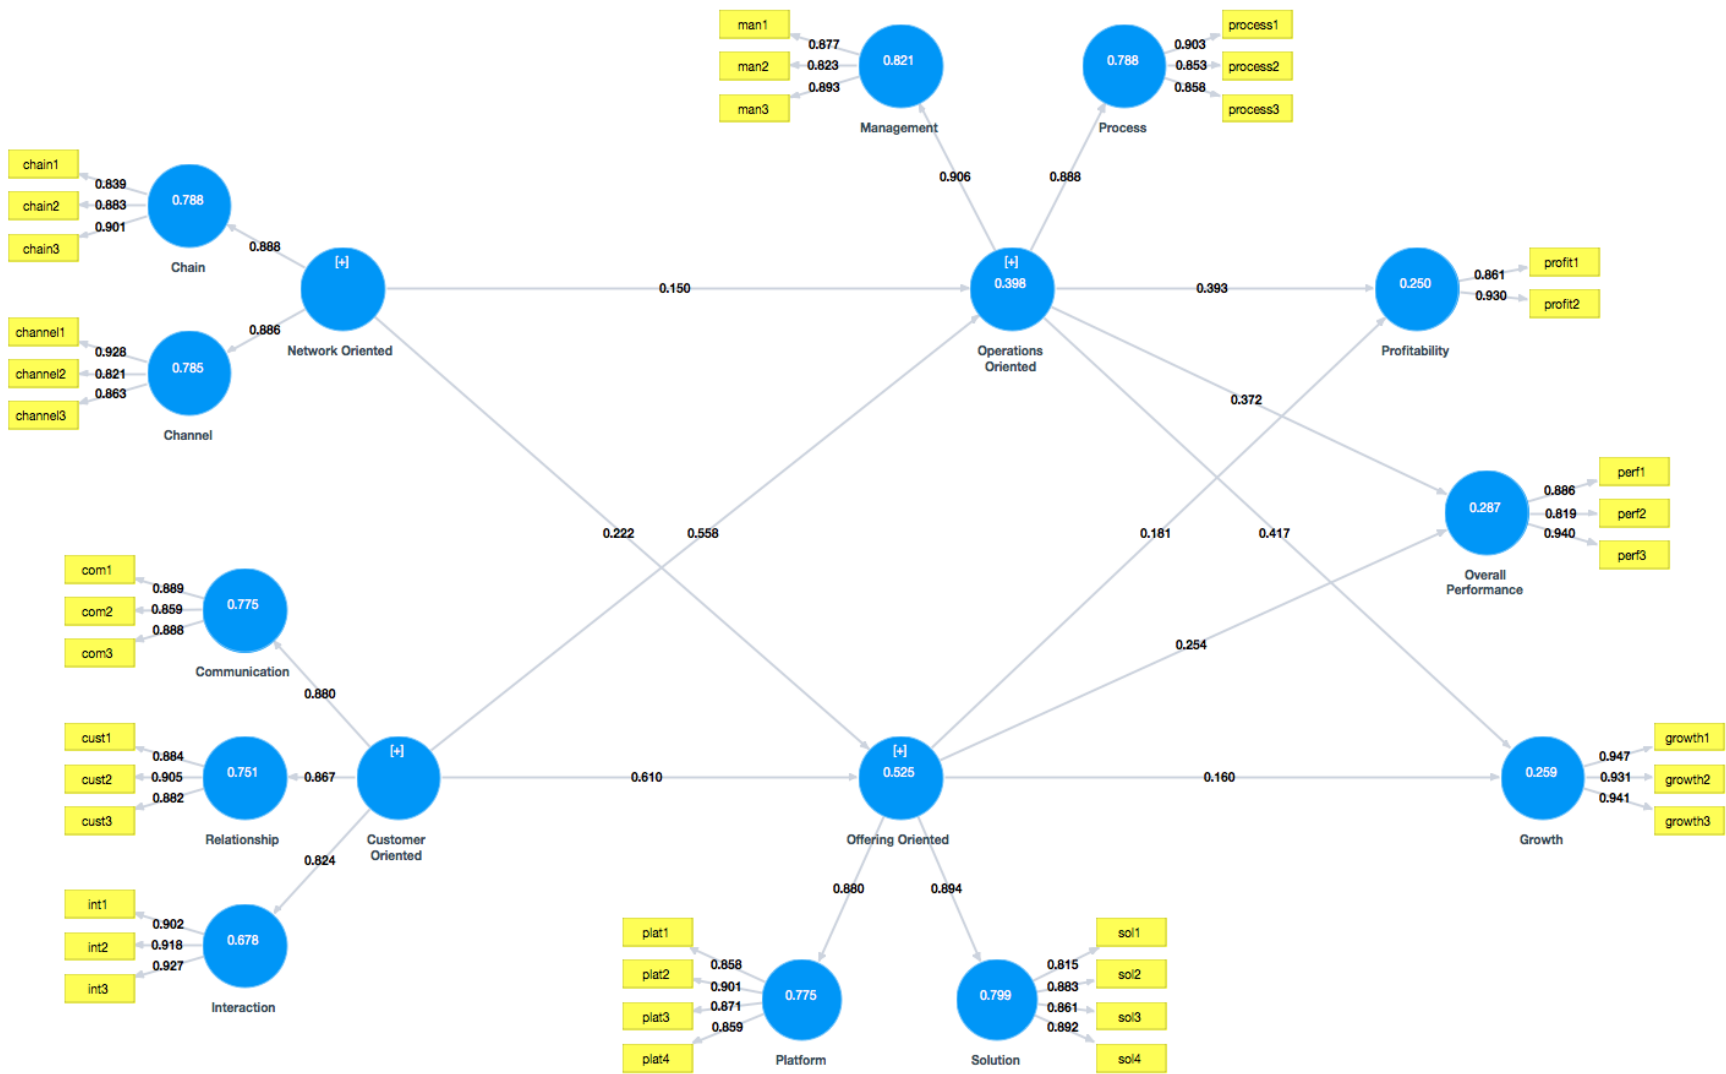 man1
0.877
man2
0.823
man3
0.893
0.821
Management
process1
0.903
process2
0.853
process3
0.858
0.788
Process
0.906
0.888
chain1
0.839
chain2
0.883
chain3
0.901
0.788
Chain
0.888
channel1
0.928
channel2
0.821
channel3
0.863
0.785
Channel
0.886
[+]
Network Oriented
0.150
[+]
0.398
Operations
Oriented
0.393
0.250
Profitability
0.861
profit1
0.930
profit2
0.372
0.222
0.558
0.181
0.417
0.287
Overall
Performance
0.886
perf1
0.819
perf2
0.940
perf3
0.254
com1
0.889
com2
0.859
com3
0.888
0.775
Communication
0.880
cust1
0.884
cust2
0.905
cust3
0.882
0.751
Relationship
0.867
[+]
Customer
Oriented
0.824
int1
0.902
int2
0.918
int3
0.927
0.678
Interaction
0.610
[+]
0.525
Offering Oriented
0.160
0.259
Growth
0.947
growth1
0.931
growth2
0.941
growth3
0.880
0.894
plat1
0.858
plat2
0.901
plat3
0.871
plat4
0.859
0.775
Platform
0.799
Solution
0.815
sol1
0.883
sol2
0.861
sol3
0.892
sol4